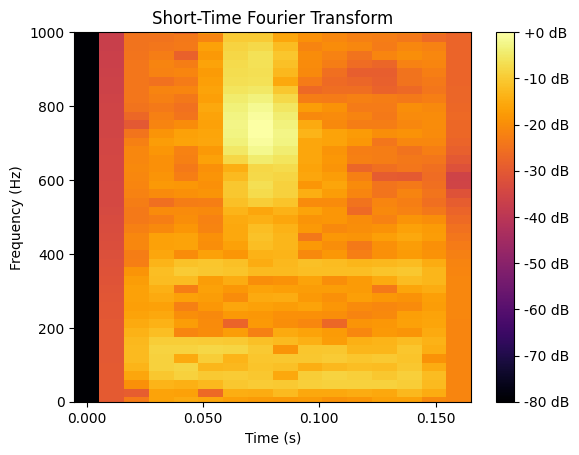 Short-Time Fourier Transform
Frequency (Hz)
1000
800
600
400
200
0
0.000 0.050 0.100 0.150
Time (s)
+0 dB
-10 dB
-20 dB
-30 dB
-40 dB
-50 dB
-60 dB
-70 dB
-80 dB